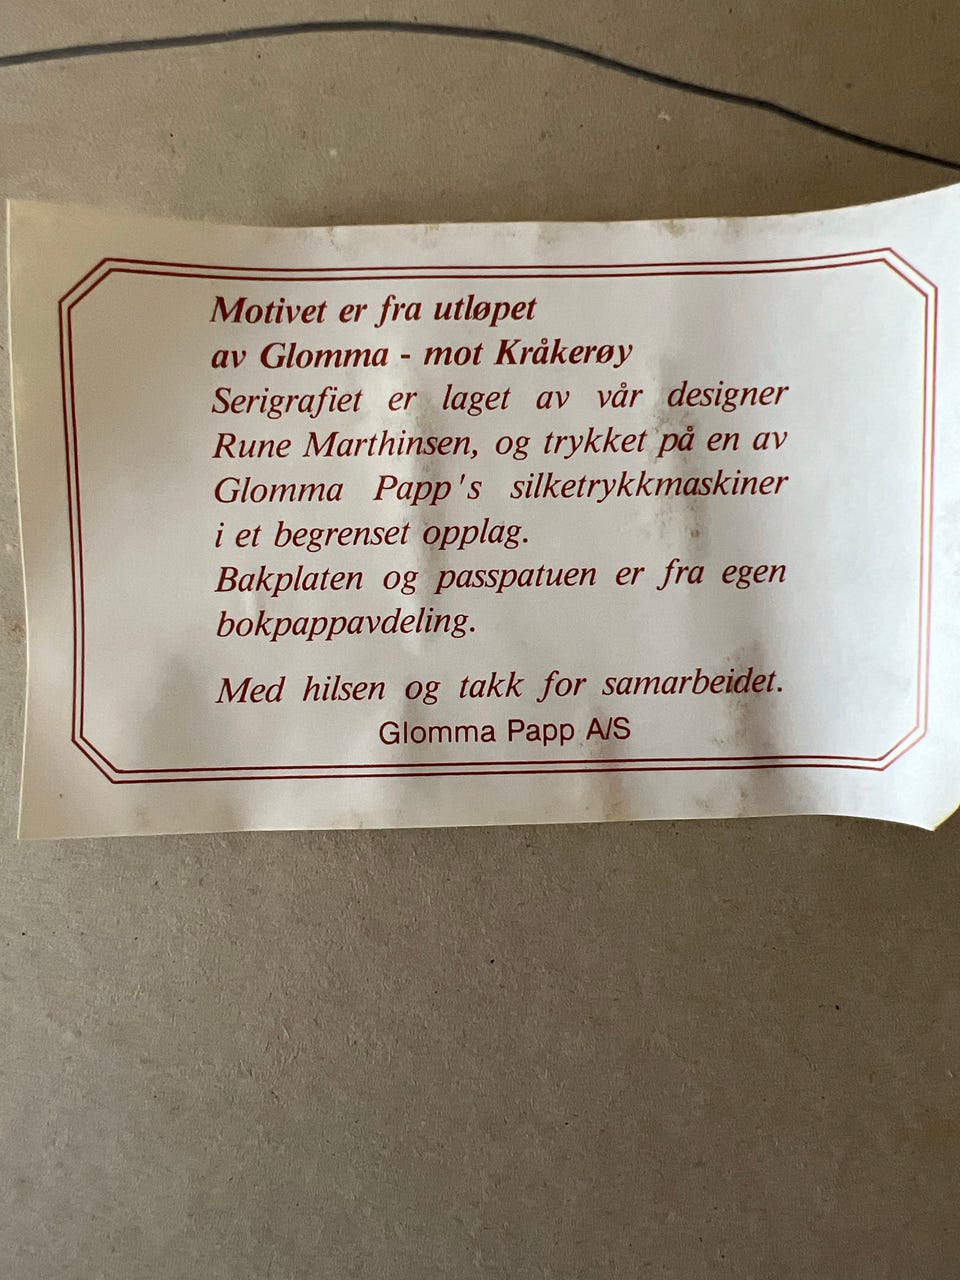 Motivet er fra utløpet
av Glomma - mot Kråkerøy
Serigrafiet er laget av vår designer
Rune Marthinsen, og trykket på en av
Glomma Papp's silketrykkmaskiner
i et begrenset opplag.
Bakplaten og passpatuen er fra egen
bokpappavdeling.
Med hilsen og takk for samarbeidet.
Glomma Papp A/S